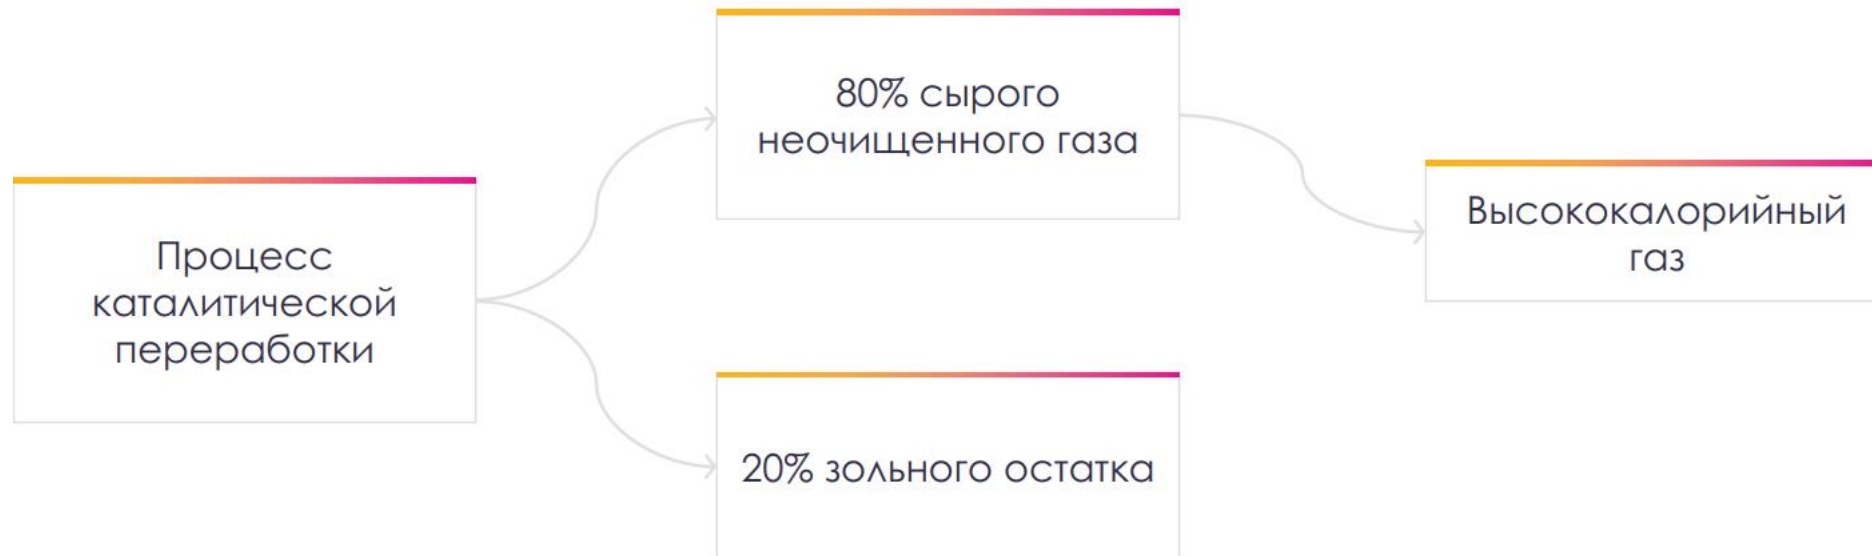 Процесс
каталитической
переработки
80% сырого
неочищенного газа
20% зольного остатка
Высококалорийный
газ